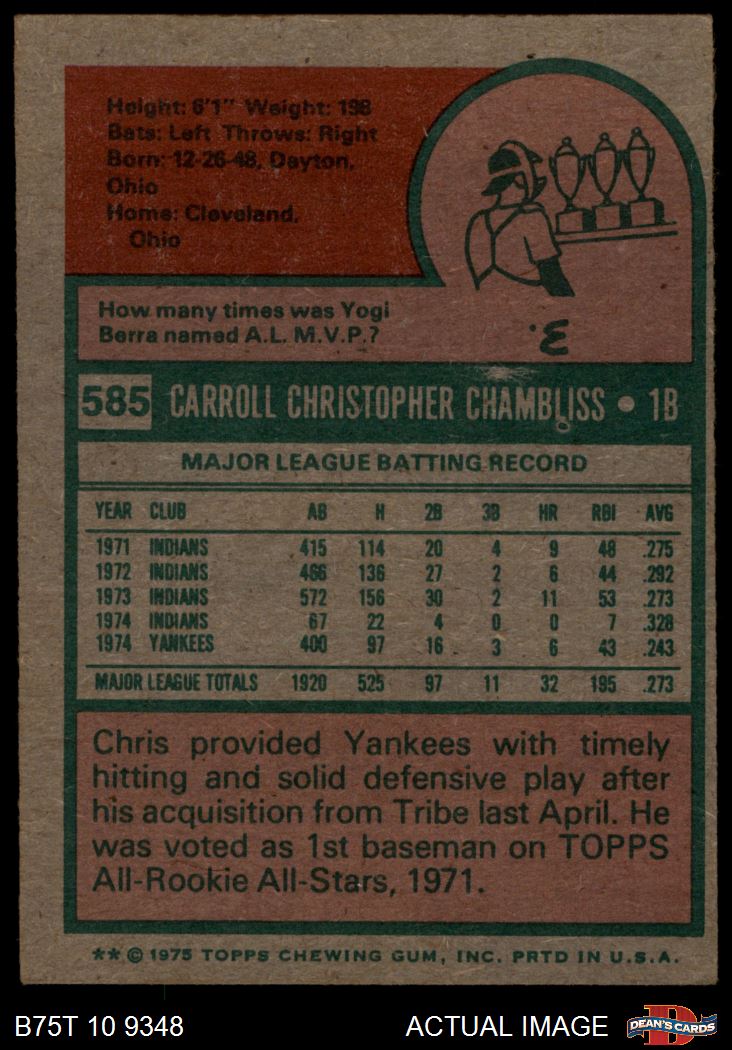 Height: 6'1" Weight: 198
Bats: Left Throws: Right
Born: 12-26-48, Dayton,
Ohio
Home: Cleveland,
Ohio
How many times was Yogi
Berra named A.L. M.V.P.?
3.
585 CARROLL CHRISTOPHER CHAMBLISS • 1B
MAJOR LEAGUE BATTING RECORD
YEAR CLUB AB H 2B 3B HR RBI AVG
1971 INDIANS 415 114 20 4 9 48 .275
1972 INDIANS 466 136 27 2 6 44 .292
1973 INDIANS 572 156 30 2 11 53 .273
1974 INDIANS 67 22 4 0 0 7 .328
1974 YANKEES 400 97 16 3 6 43 .243
MAJOR LEAGUE TOTALS 1920 525 97 11 32 195 .273
Chris provided Yankees with timely
hitting and solid defensive play after
his acquisition from Tribe last April. He
was voted as 1st baseman on TOPPS
All-Rookie All-Stars, 1971.
** © 1975 TOPPS CHEWING GUM, INC. PRTD IN U.S.A.
B75T 10 9348 ACTUAL IMAGE DEAN'S CARDS